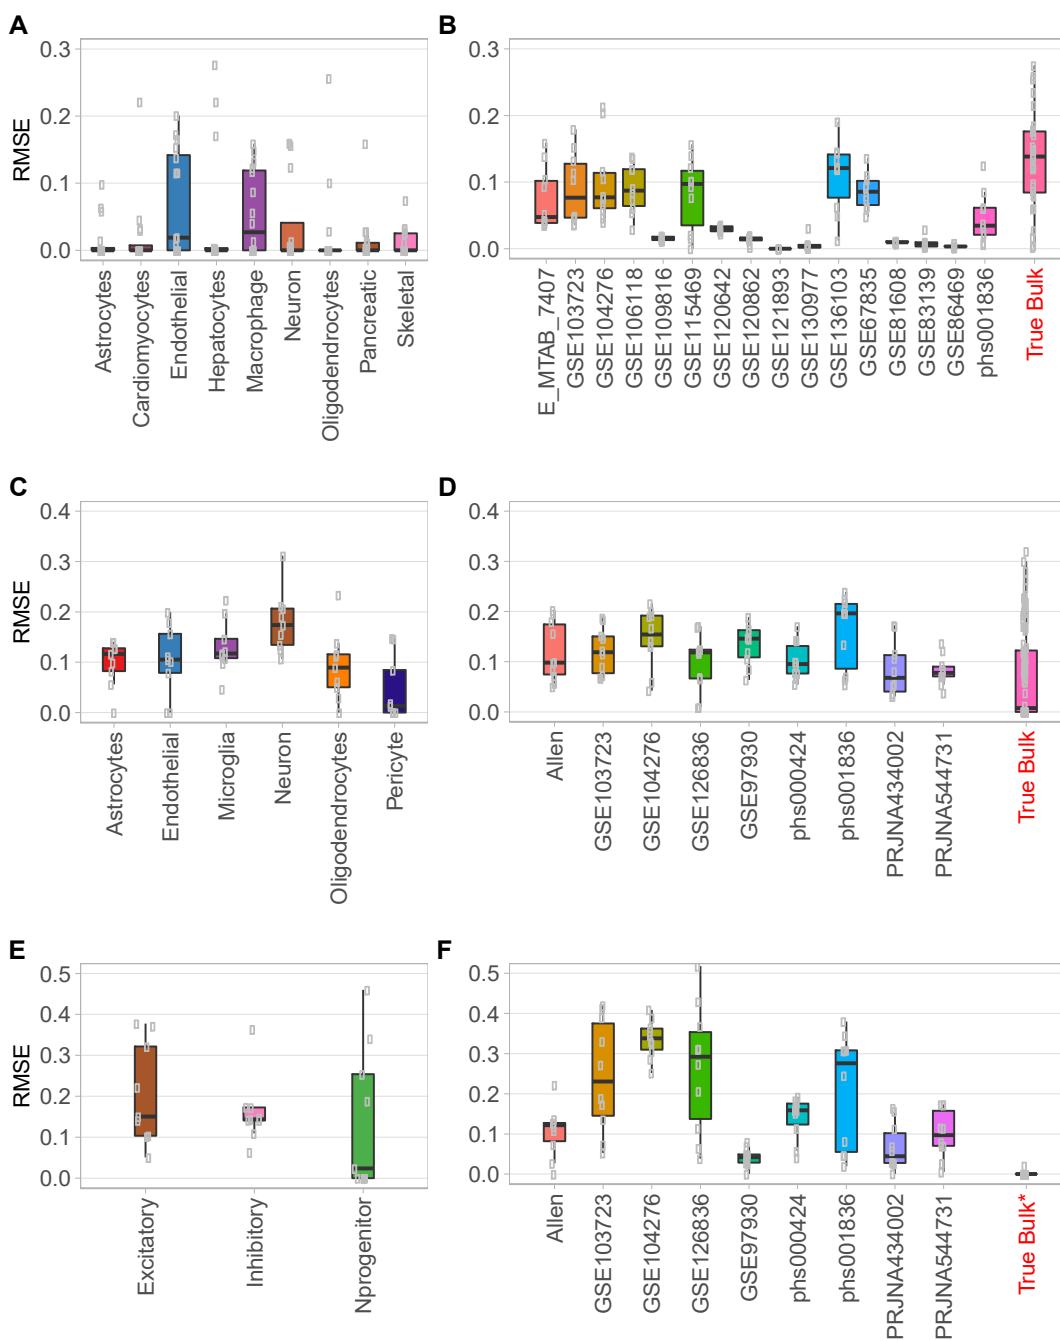 A
B
RMSE
0.3
0.2
0.1
0.0
Astrocytes
Cardiomyocytes
Endothelial
Hepatocytes
Macrophage
Neuron
Oligodendrocytes
Pancreatic
Skeletal
0.3
0.2
0.1
0.0
E_MTAB_7407
GSE103723
GSE104276
GSE106118
GSE109816
GSE115469
GSE120642
GSE120862
GSE121893
GSE130977
GSE136103
GSE67835
GSE81608
GSE83139
GSE86469
phs001836
True Bulk
C
D
RMSE
0.4
0.3
0.2
0.1
0.0
Astrocytes
Endothelial
Microglia
Neuron
Oligodendrocytes
Pericyte
0.4
0.3
0.2
0.1
0.0
Allen
GSE103723
GSE104276
GSE126836
GSE97930
phs000424
phs001836
PRJNA434002
PRJNA544731
True Bulk
E
F
RMSE
0.5
0.4
0.3
0.2
0.1
0.0
Excitatory
Inhibitory
Nprogenitor
0.5
0.4
0.3
0.2
0.1
0.0
Allen
GSE103723
GSE104276
GSE126836
GSE97930
phs000424
phs001836
PRJNA434002
PRJNA544731
True Bulk*